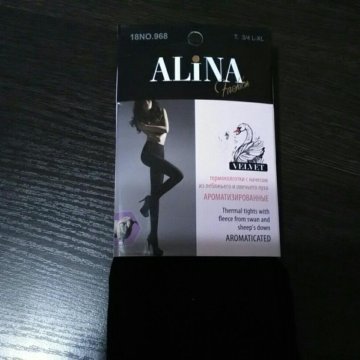 18NO.968 T. 3/4 L-XL
ALiNA
Fashion
VELVET
термоколготки с начесом
из лебяжьего и овечьего пуха
АРОМАТИЗИРОВАННЫЕ
Thermal tights with
fleece from swan and
sheep's down
AROMATICATED